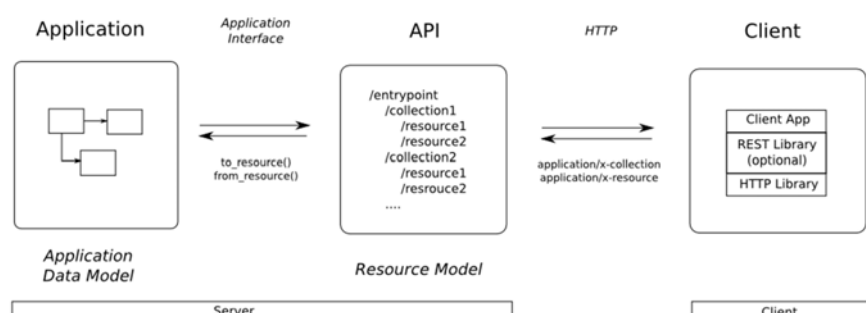 Application
Application
Interface
API
HTTP
Client
/entrypoint
/collection1
/resource1
/resource2
/collection2
/resource1
/resrouce2
....
to_resource()
from_resource()
application/x-collection
application/x-resource
Client App
REST Library
(optional)
HTTP Library
Application
Data Model
Resource Model
Server
Client